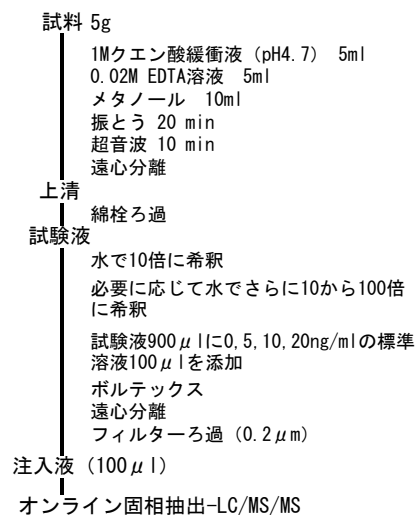 試料 5g
1Mクエン酸緩衝液（pH4.7） 5ml
0.02M EDTA溶液 5ml
メタノール 10ml
振とう 20 min
超音波 10 min
遠心分離
上清
綿栓ろ過
試験液
水で10倍に希釈
必要に応じて水でさらに10から100倍
に希釈
試験液900μlに0,5,10,20ng/mlの標準
溶液100μlを添加
ボルテックス
遠心分離
フィルターろ過（0.2μm）
注入液（100μl）
オンライン固相抽出-LC/MS/MS